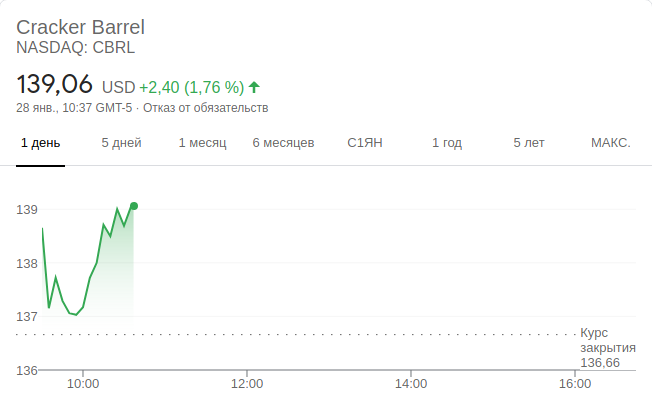 Cracker Barrel
NASDAQ: CBRL
139,06 USD +2,40 (1,76 %)
28 янв., 10:37 GMT-5 · Отказ от обязательств
1 день 5 дней 1 месяц 6 месяцев С1ЯН 1 год 5 лет МАКС.
139
138
137
Курс
закрытия
136,66
136
10:00 12:00 14:00 16:00